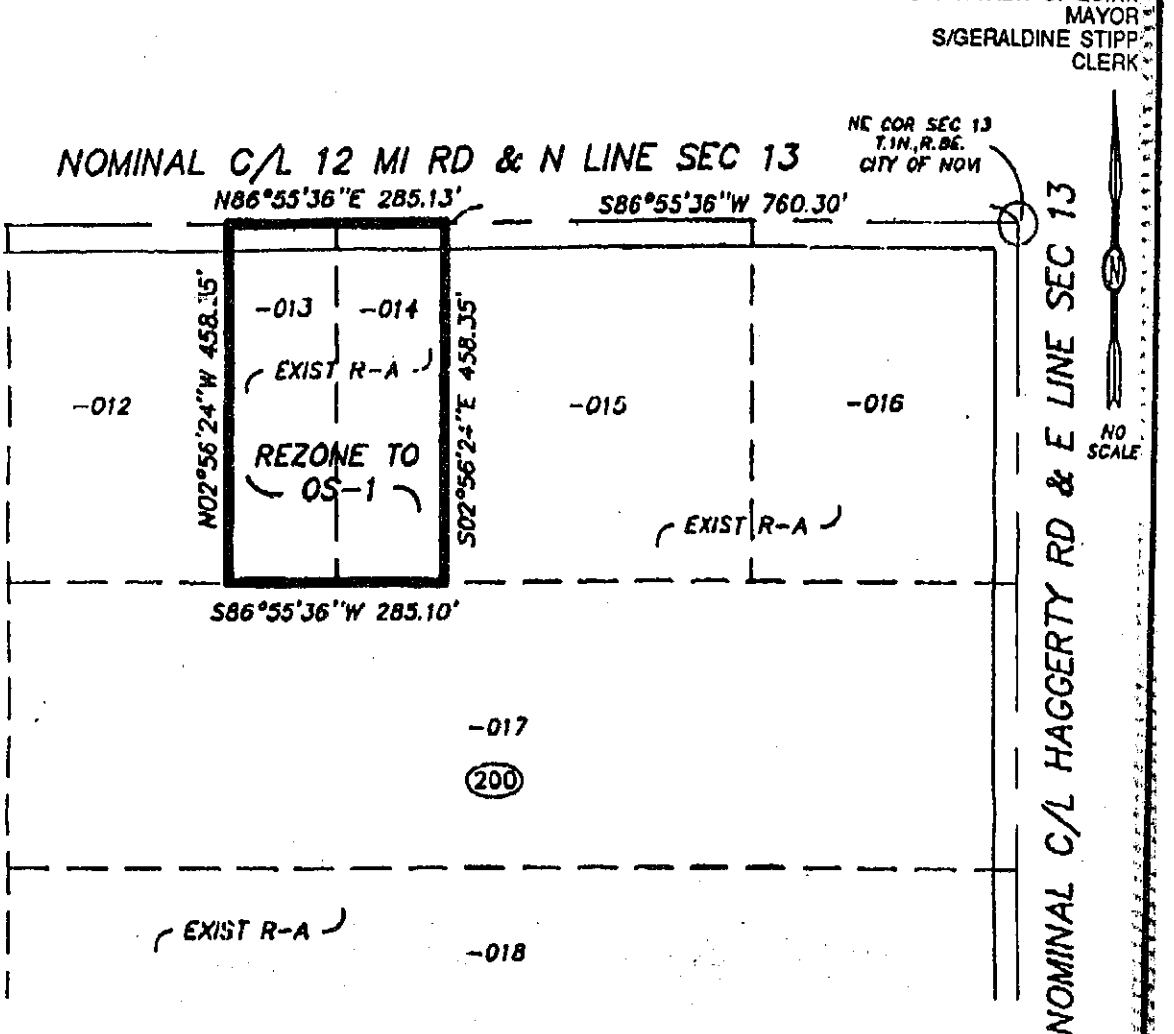 MAYOR
S/GERALDINE STIPP
CLERK
NE COR SEC 13
T.1N.,R.8E.
CITY OF NOVI
NOMINAL C/L 12 MI RD & N LINE SEC 13
N86°55'36"E 285.13'
S86°55'36"W 760.30'
N
NO
SCALE
N02°56'24"W 458.35'
S02°56'24"E 458.35'
-013
-014
EXIST R-A
-012
-015
-016
REZONE TO
OS-1
EXIST R-A
S86°55'36"W 285.10'
-017
200
EXIST R-A
-018
NOMINAL C/L HAGGERTY RD & E LINE SEC 13